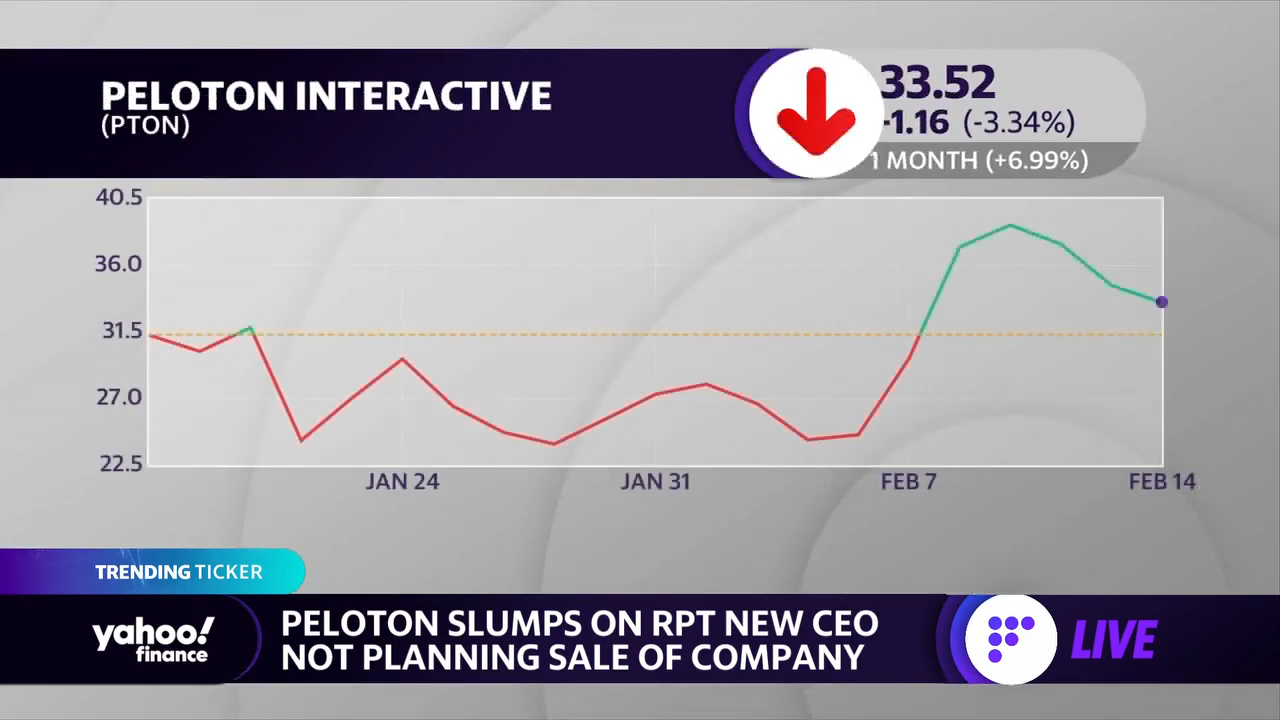 PELOTON INTERACTIVE
(PTON)
33.52
-1.16 (-3.34%)
1 MONTH (+6.99%)
40.5
36.0
31.5
27.0
22.5
JAN 24
JAN 31
FEB 7
FEB 14
TRENDING TICKER
yahoo!
finance
PELOTON SLUMPS ON RPT NEW CEO
NOT PLANNING SALE OF COMPANY
LIVE